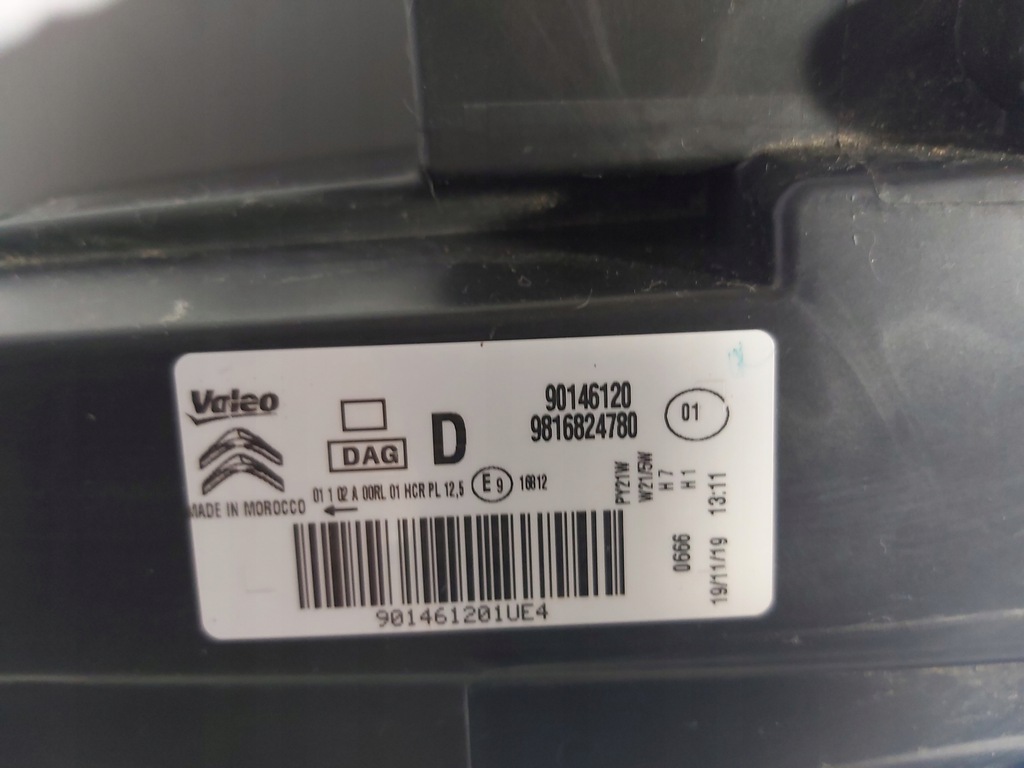 Valeo
MADE IN MOROCCO
DAG
D
90146120
9816824780
01
01 1 02 A 00RL 01 HCR PL 12,5
E 9
16812
PY21W
W21/5W
H7
H1
0666
19/11/19 13:11
901461201UE4